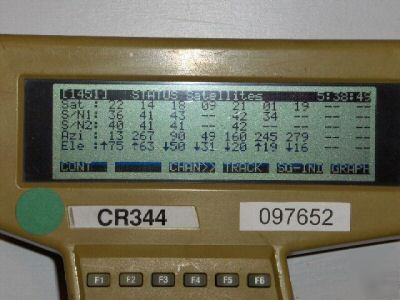 [1451] STATUS Satellites 5:38:49
Sat : 22 14 18 09 21 01 19 -- --
S/N1: 36 41 43 -- 42 34 -- -- --
S/N2: 40 41 41 -- 42 -- -- -- --
Azi : 13 267 90 49 160 245 279 -- --
Ele :↑75 ↑63 ↓50 ↓31 ↓20 ↑19 ↓16 -- --
CONT CHAN>> TRACK SG-INI GRAPH
CR344 097652
F1 F2 F3 F4 F5 F6